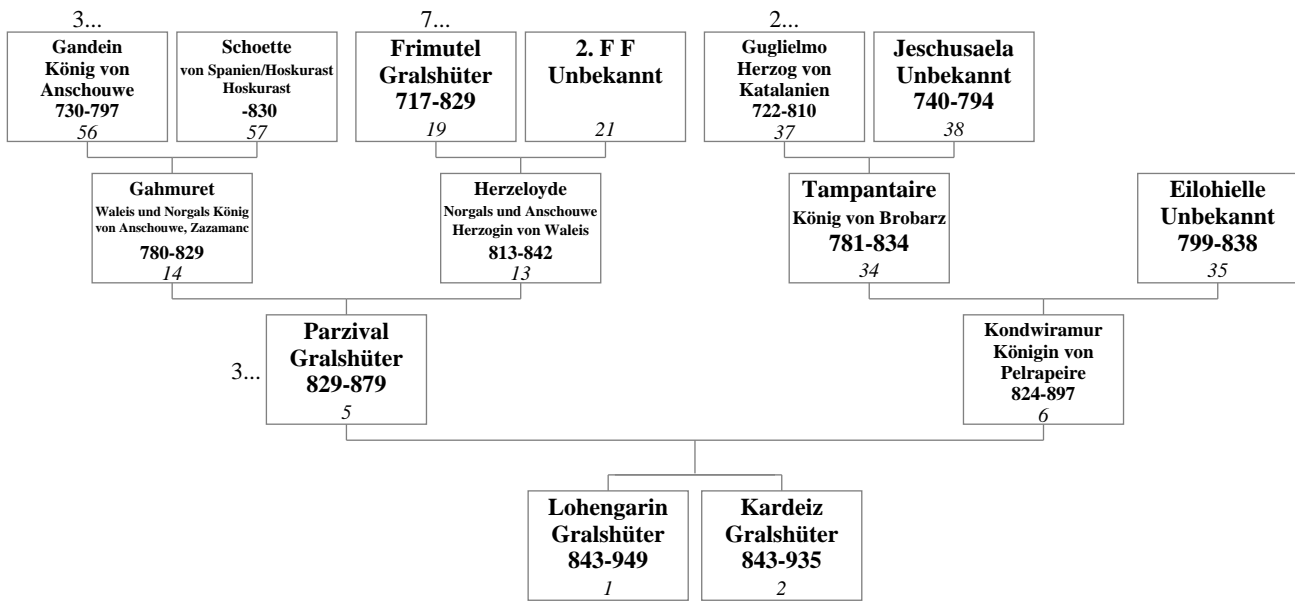 3...
7...
2...
Gandein
König von
Anschouwe
730-797
56
Schoette
von Spanien/Hoskurast
Hoskurast
-830
57
Frimutel
Gralshüter
717-829
19
2. F F
Unbekannt
21
Guglielmo
Herzog von
Katalanien
722-810
37
Jeschusaela
Unbekannt
740-794
38
Gahmuret
Waleis und Norgals König
von Anschouwe, Zazamanc
780-829
14
Herzeloyde
Norgals und Anschouwe
Herzogin von Waleis
813-842
13
Tampantaire
König von Brobarz
781-834
34
Eilohielle
Unbekannt
799-838
35
3...
Parzival
Gralshüter
829-879
5
Kondwiramur
Königin von
Pelrapeire
824-897
6
Lohengarin
Gralshüter
843-949
1
Kardeiz
Gralshüter
843-935
2